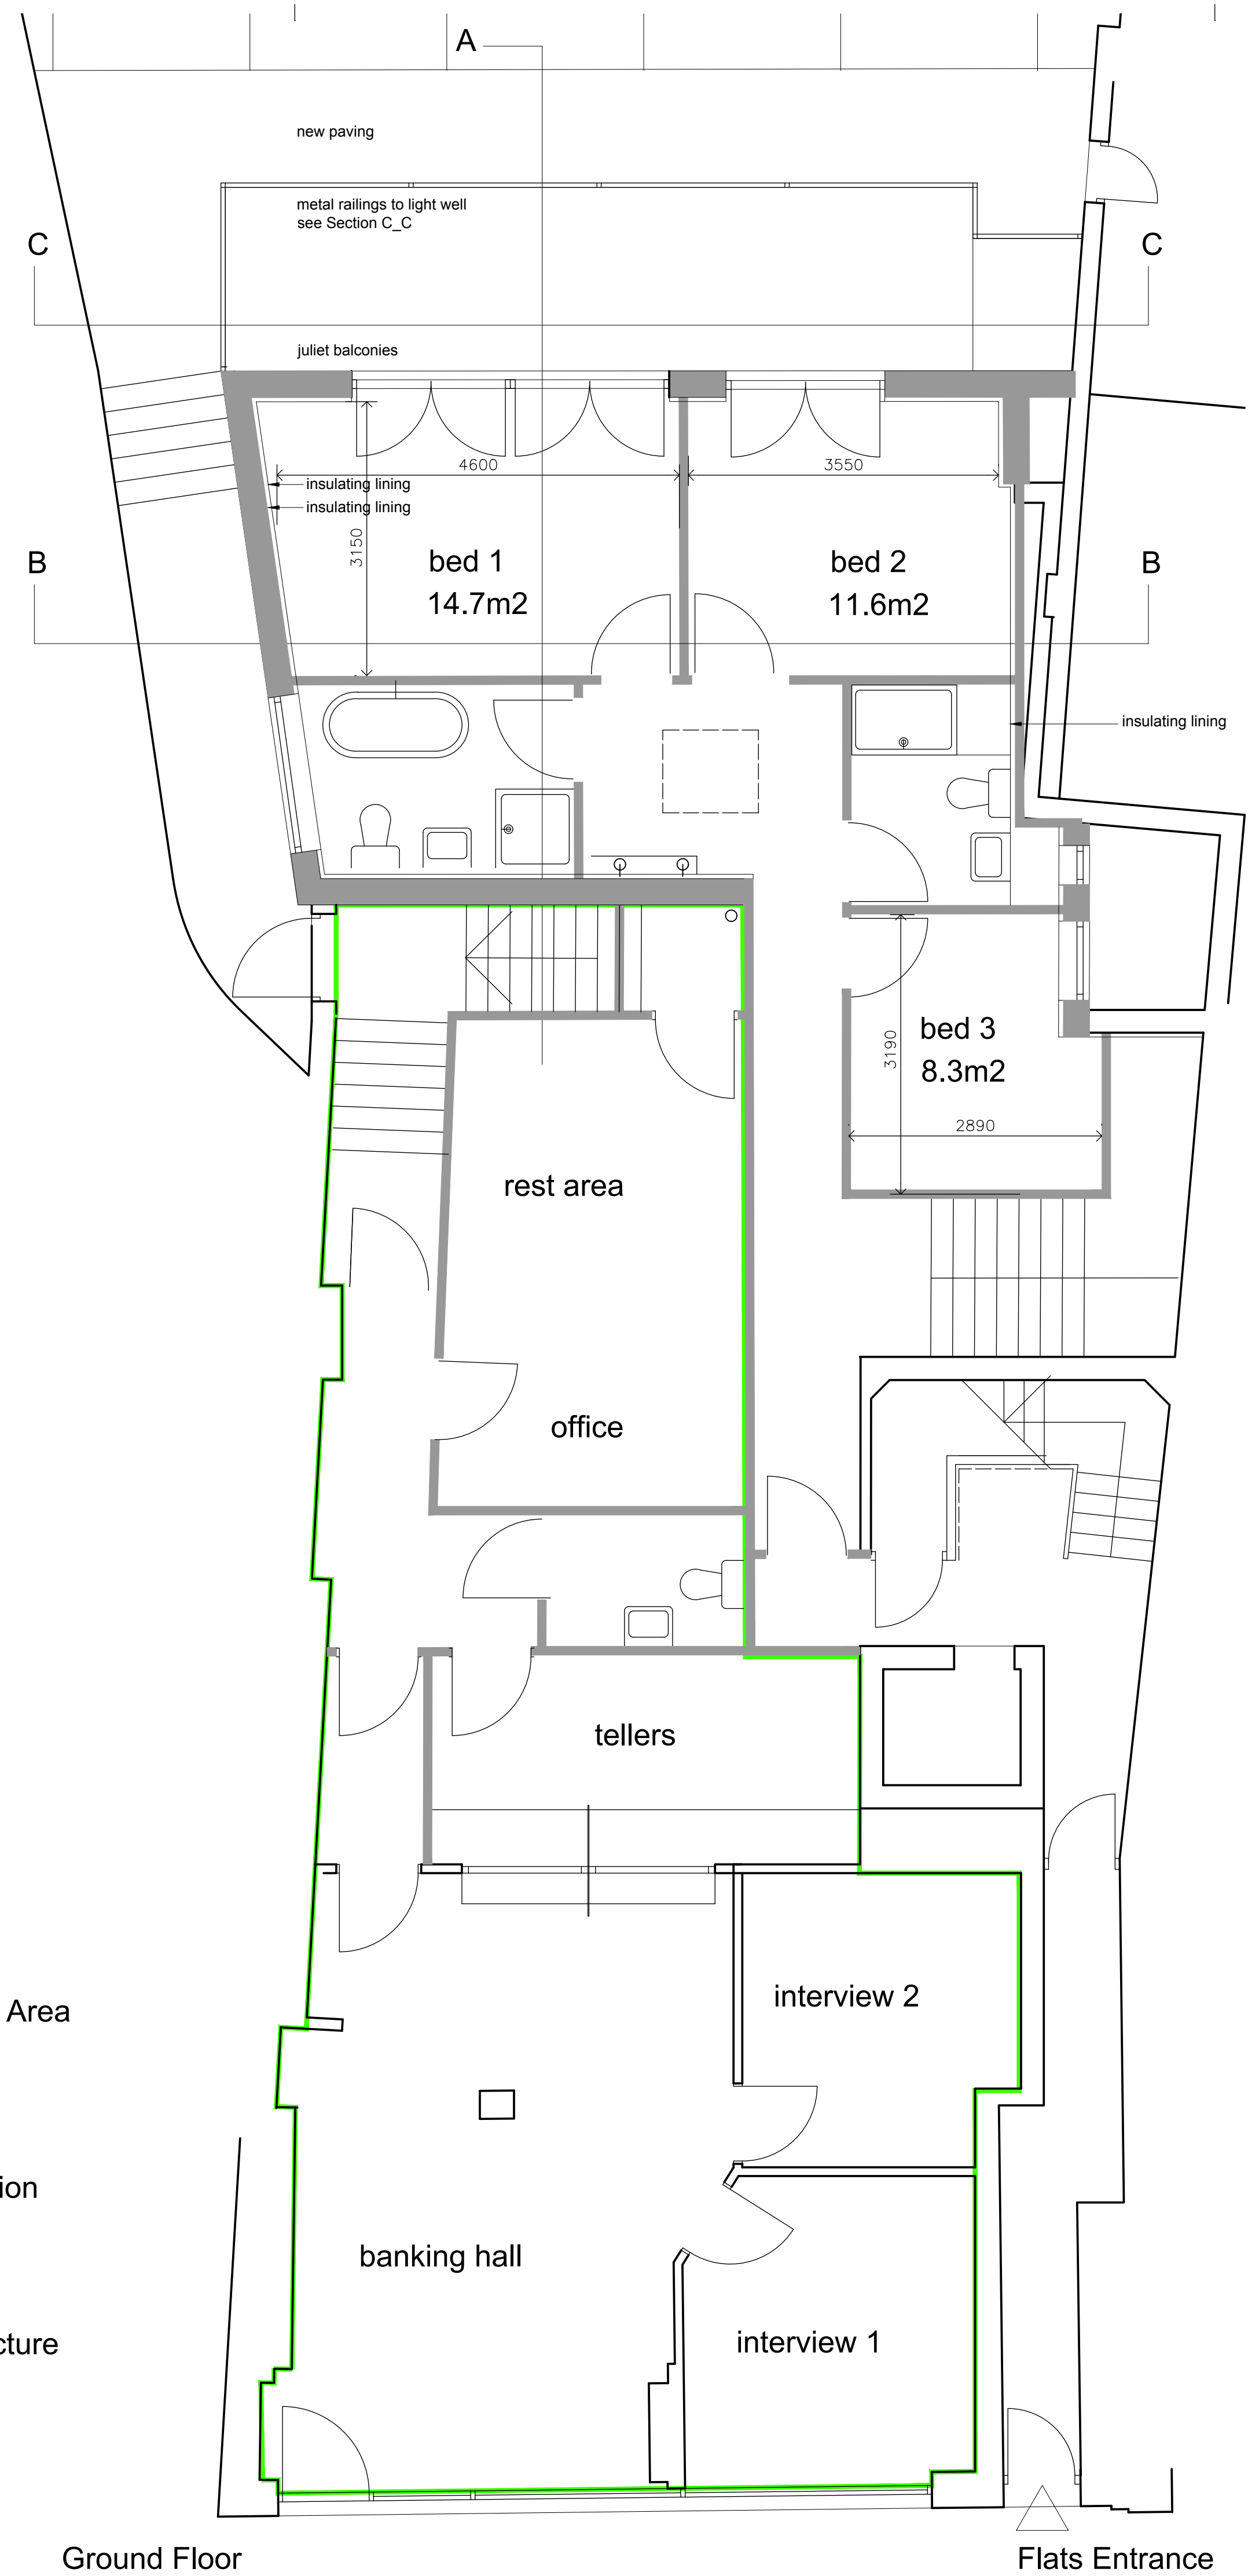 A
new paving
metal railings to light well
see Section C_C
C
C
juliet balconies
4600
3550
insulating lining
insulating lining
3150
B
bed 1
14.7m2
bed 2
11.6m2
B
insulating lining
bed 3
8.3m2
3190
2890
rest area
office
tellers
interview 2
Area
ion
banking hall
interview 1
cture
Ground Floor
Flats Entrance